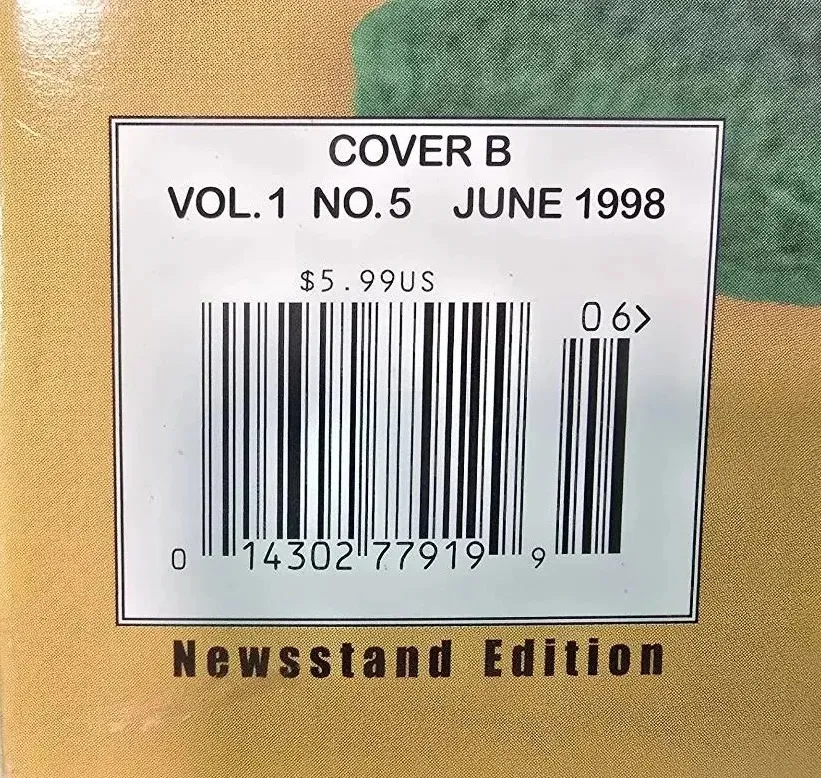 COVER B
VOL.1 NO.5 JUNE 1998
$5.99US
06>
0 14302 77919 9
Newsstand Edition